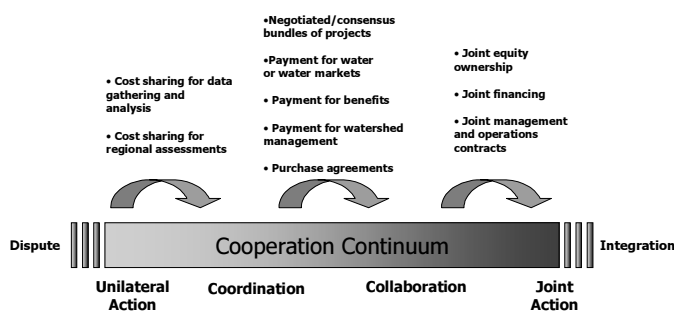 • Cost sharing for data
gathering and
analysis
• Cost sharing for
regional assessments
•Negotiated/consensus
bundles of projects
•Payment for water
or water markets
• Payment for benefits
• Payment for watershed
management
• Purchase agreements
• Joint equity
ownership
• Joint financing
• Joint management
and operations
contracts
Dispute
Cooperation Continuum
Integration
Unilateral
Action
Coordination
Collaboration
Joint
Action